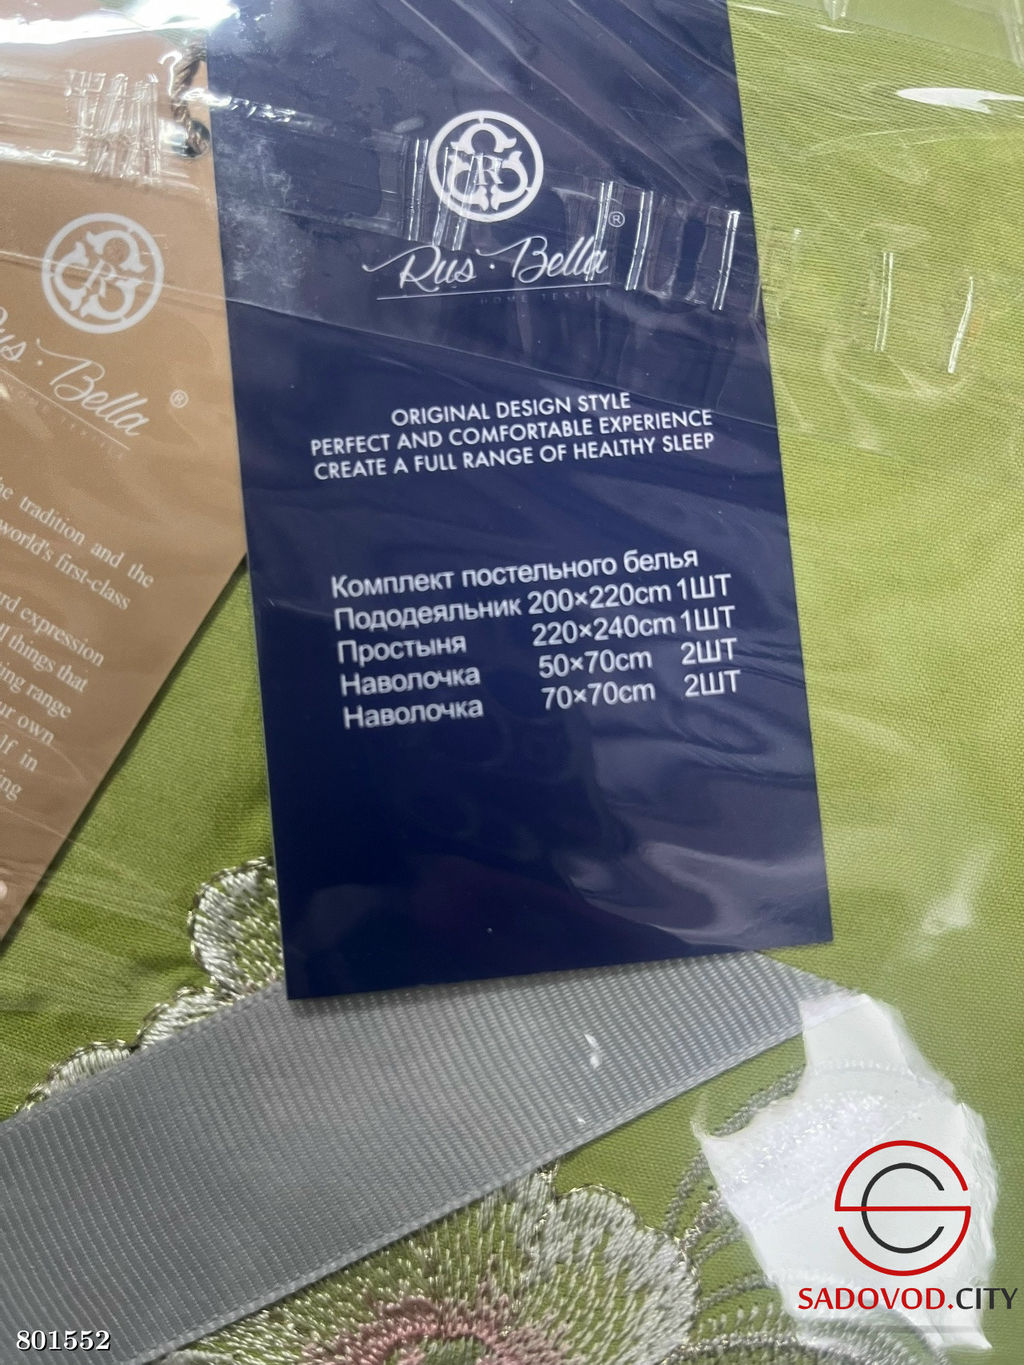 R
Rus · Bella ®
HOME TEXTILE
ORIGINAL DESIGN STYLE
PERFECT AND COMFORTABLE EXPERIENCE
CREATE A FULL RANGE OF HEALTHY SLEEP
Комплект постельного белья
Пододеяльник 200×220cm 1ШТ
Простыня 220×240cm 1ШТ
Наволочка 50×70cm 2ШТ
Наволочка 70×70cm 2ШТ
R
Bella ®
tradition and the
world's first-class
expression
things that
range
own
in
SADOVOD.CITY
801552